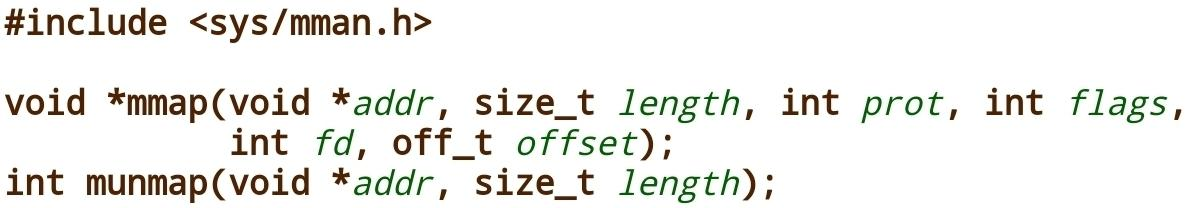 #include <sys/mman.h>
void *mmap(void *addr, size_t length, int prot, int flags,
int fd, off_t offset);
int munmap(void *addr, size_t length);